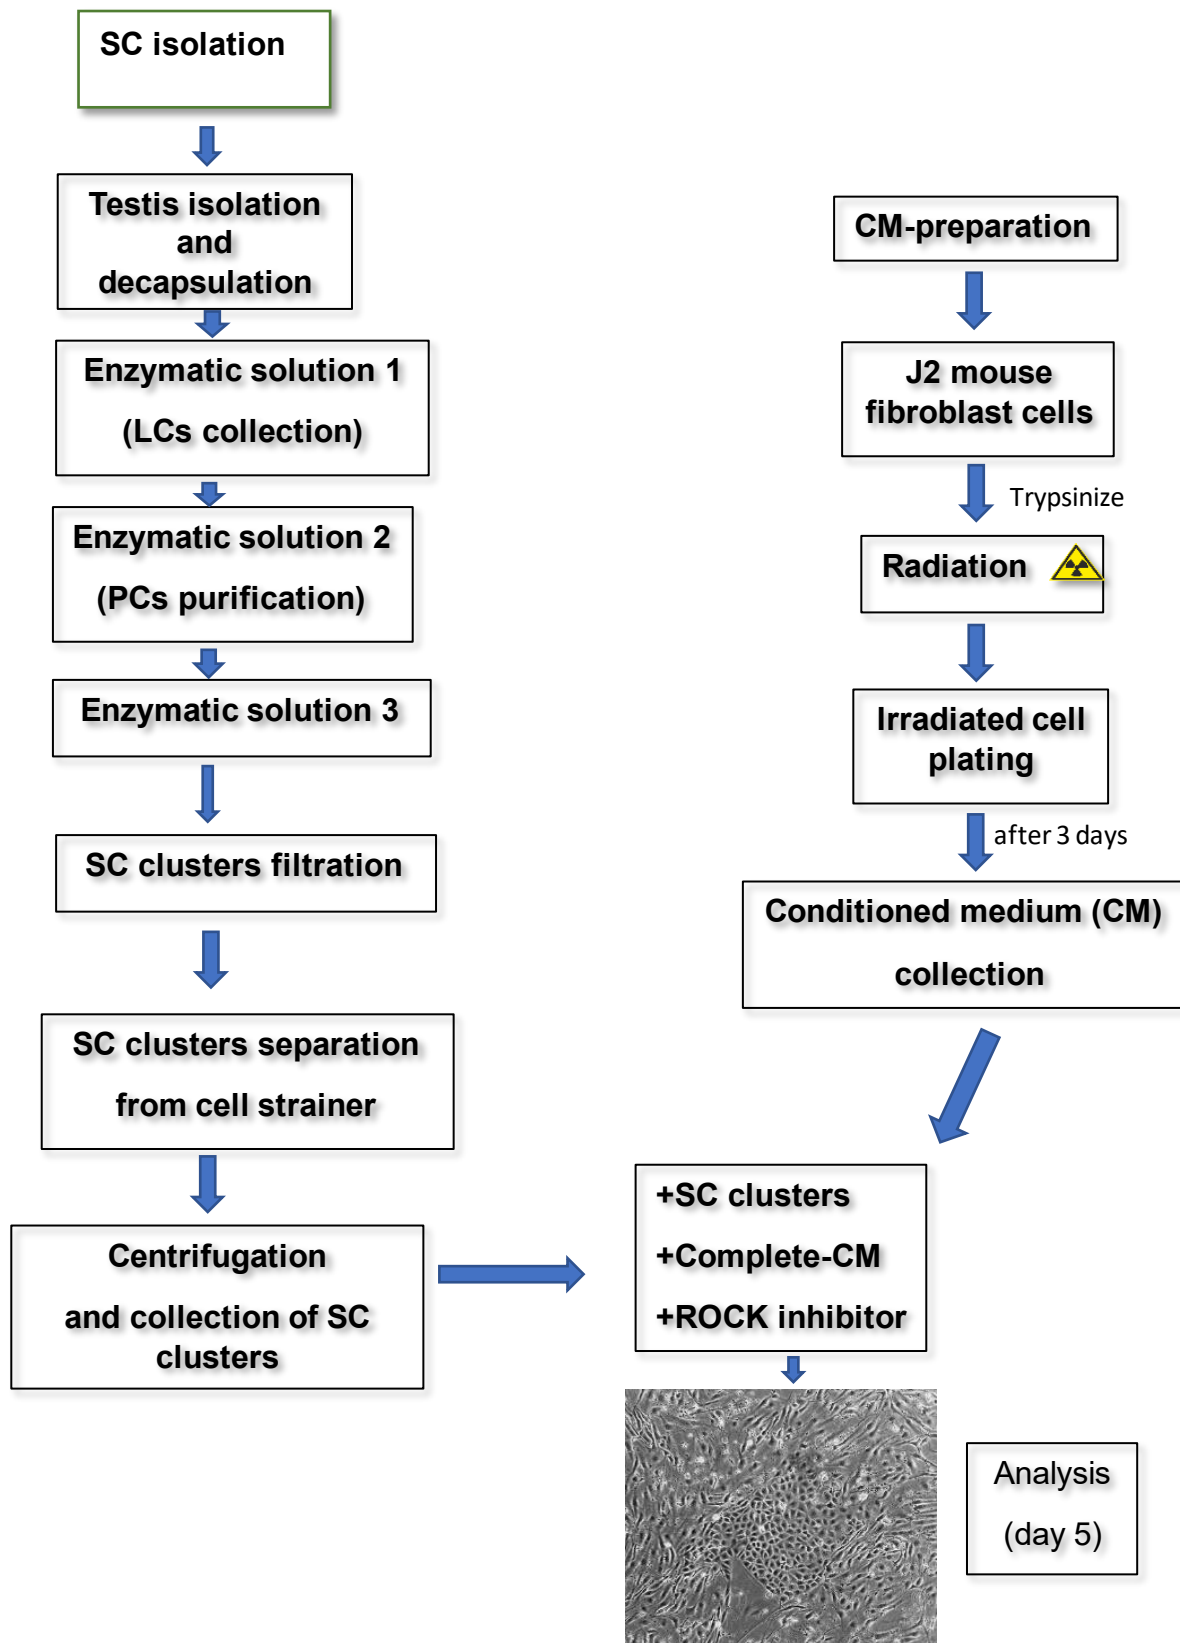 SC isolation
Testis isolation
and
decapsulation
Enzymatic solution 1
(LCs collection)
Enzymatic solution 2
(PCs purification)
Enzymatic solution 3
SC clusters filtration
SC clusters separation
from cell strainer
Centrifugation
and collection of SC
clusters
CM-preparation
J2 mouse
fibroblast cells
Trypsinize
Radiation
Irradiated cell
plating
after 3 days
Conditioned medium (CM)
collection
+SC clusters
+Complete-CM
+ROCK inhibitor
Analysis
(day 5)